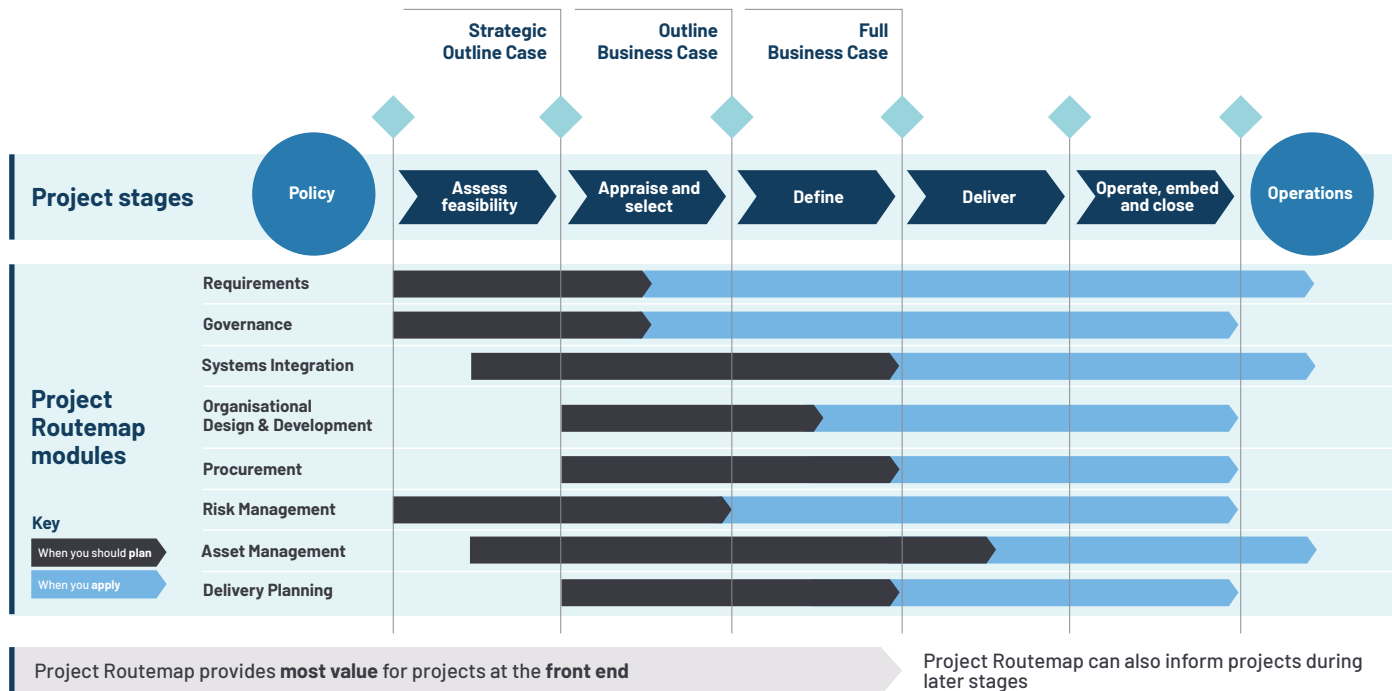 Strategic
Outline Case
Outline
Business Case
Full
Business Case
Project stages
Policy
Assess
feasibility
Appraise and
select
Define
Deliver
Operate, embed
and close
Operations
Project
Routemap
modules
Requirements
Governance
Systems Integration
Organisational
Design & Development
Procurement
Risk Management
Asset Management
Delivery Planning
Key
When you should plan
When you apply
Project Routemap provides most value for projects at the front end
Project Routemap can also inform projects during
later stages